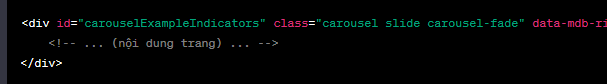 <div id="carouselExampleIndicators" class="carousel slide carousel-fade" data-mdb-ri
<!-- ... (nội dung trang) ... -->
</div>